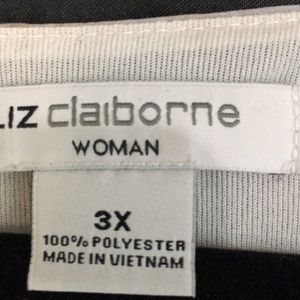 LIZ claiborne
WOMAN
3X
100% POLYESTER
MADE IN VIETNAM